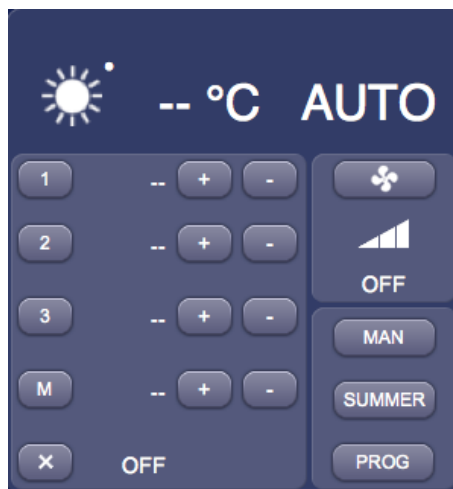 -- °C AUTO
1 -- + -
2 -- + -
OFF
3 -- + -
MAN
M -- + -
SUMMER
× OFF
PROG